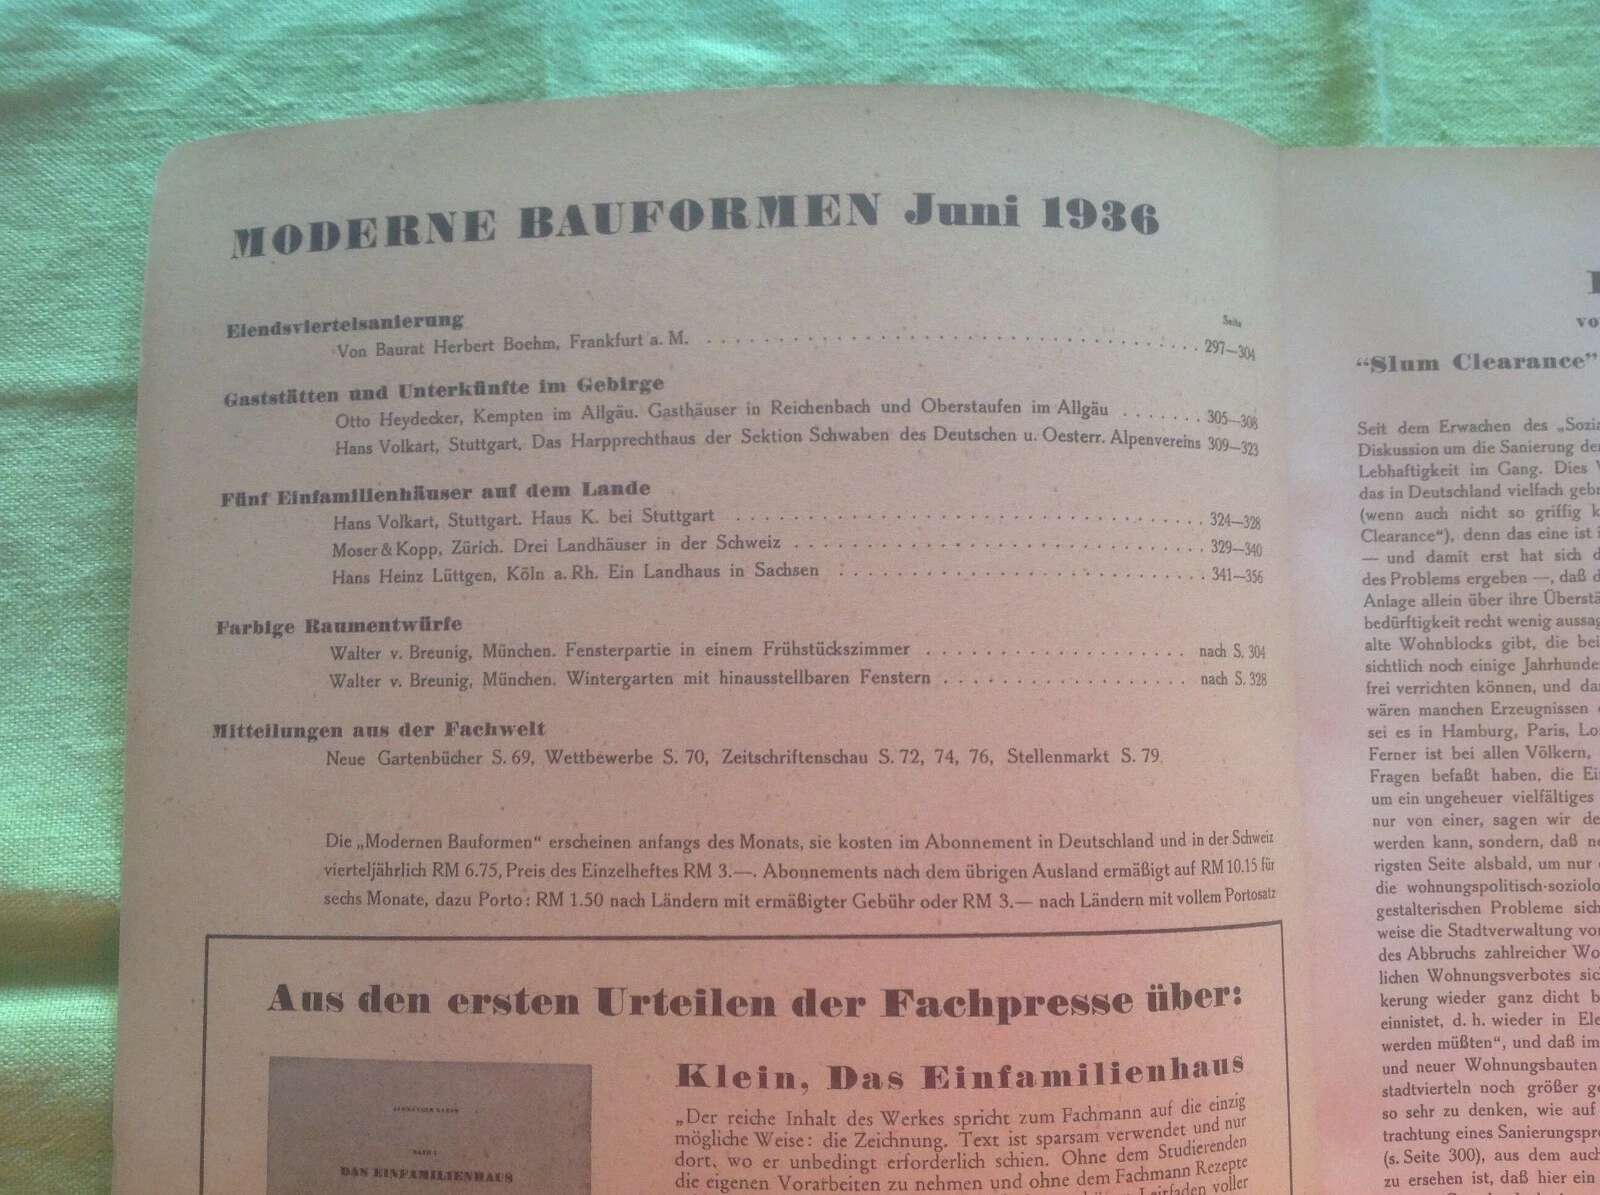 MODERNE BAUFORMEN Juni 1936
Seite
Elendsviertelsanierung
Von Baurat Herbert Boehm, Frankfurt a. M. 297—304
Gaststätten und Unterkünfte im Gebirge
Otto Heydecker, Kempten im Allgäu. Gasthäuser in Reichenbach und Oberstaufen im Allgäu 305—308
Hans Volkart, Stuttgart, Das Harpprechthaus der Sektion Schwaben des Deutschen u. Oesterr. Alpenvereins 309—323
Fünf Einfamilienhäuser auf dem Lande
Hans Volkart, Stuttgart. Haus K. bei Stuttgart 324—328
Moser & Kopp, Zürich. Drei Landhäuser in der Schweiz 329—340
Hans Heinz Lüttgen, Köln a. Rh. Ein Landhaus in Sachsen 341—356
Farbige Raumentwürfe
Walter v. Breunig, München. Fensterpartie in einem Frühstückszimmer nach S. 304
Walter v. Breunig, München. Wintergarten mit hinausstellbaren Fenstern nach S. 328
Mitteilungen aus der Fachwelt
Neue Gartenbücher S. 69, Wettbewerbe S. 70, Zeitschriftenschau S. 72, 74, 76, Stellenmarkt S. 79
Die „Modernen Bauformen“ erscheinen anfangs des Monats, sie kosten im Abonnement in Deutschland und in der Schweiz
vierteljährlich RM 6.75, Preis des Einzelheftes RM 3.—. Abonnements nach dem übrigen Ausland ermäßigt auf RM 10.15 für
sechs Monate, dazu Porto: RM 1.50 nach Ländern mit ermäßigter Gebühr oder RM 3.— nach Ländern mit vollem Portosatz
Aus den ersten Urteilen der Fachpresse über:
ALEXANDER KLEIN
BAND I
DAS EINFAMILIENHAUS
Klein, Das Einfamilienhaus
„Der reiche Inhalt des Werkes spricht zum Fachmann auf die einzig
mögliche Weise: die Zeichnung. Text ist sparsam verwendet und nur
dort, wo er unbedingt erforderlich schien. Ohne dem Studierenden
die eigenen Vorarbeiten zu nehmen und ohne dem Fachmann Rezepte
Leitfaden voller
vo
“Slum Clearance”
Seit dem Erwachen des „Sozia
Diskussion um die Sanierung der
Lebhaftigkeit im Gang. Dies
das in Deutschland vielfach gebr
(wenn auch nicht so griffig k
Clearance“), denn das eine ist i
— und damit erst hat sich d
des Problems ergeben —, daß d
Anlage allein über ihre Überstä
bedürftigkeit recht wenig aussag
alte Wohnblocks gibt, die bei
sichtlich noch einige Jahrhunde
frei verrichten können, und da
wären manchen Erzeugnissen
sei es in Hamburg, Paris, Lo
Ferner ist bei allen Völkern,
Fragen befaßt haben, die Ei
um ein ungeheuer vielfältiges
nur von einer, sagen wir de
werden kann, sondern, daß ne
rigsten Seite alsbald, um nur
die wohnungspolitisch-soziolo
gestalterischen Probleme sich
weise die Stadtverwaltung vo
des Abbruchs zahlreicher Wo
lichen Wohnungsverbotes sic
kerung wieder ganz dicht b
einnistet, d. h. wieder in Ele
werden müßten“, und daß im
und neuer Wohnungsbauten
stadtvierteln noch größer ge
so sehr zu denken, wie auf
trachtung eines Sanierungspro
(s. Seite 300), aus dem auch
zu ersehen ist, daß hier ein